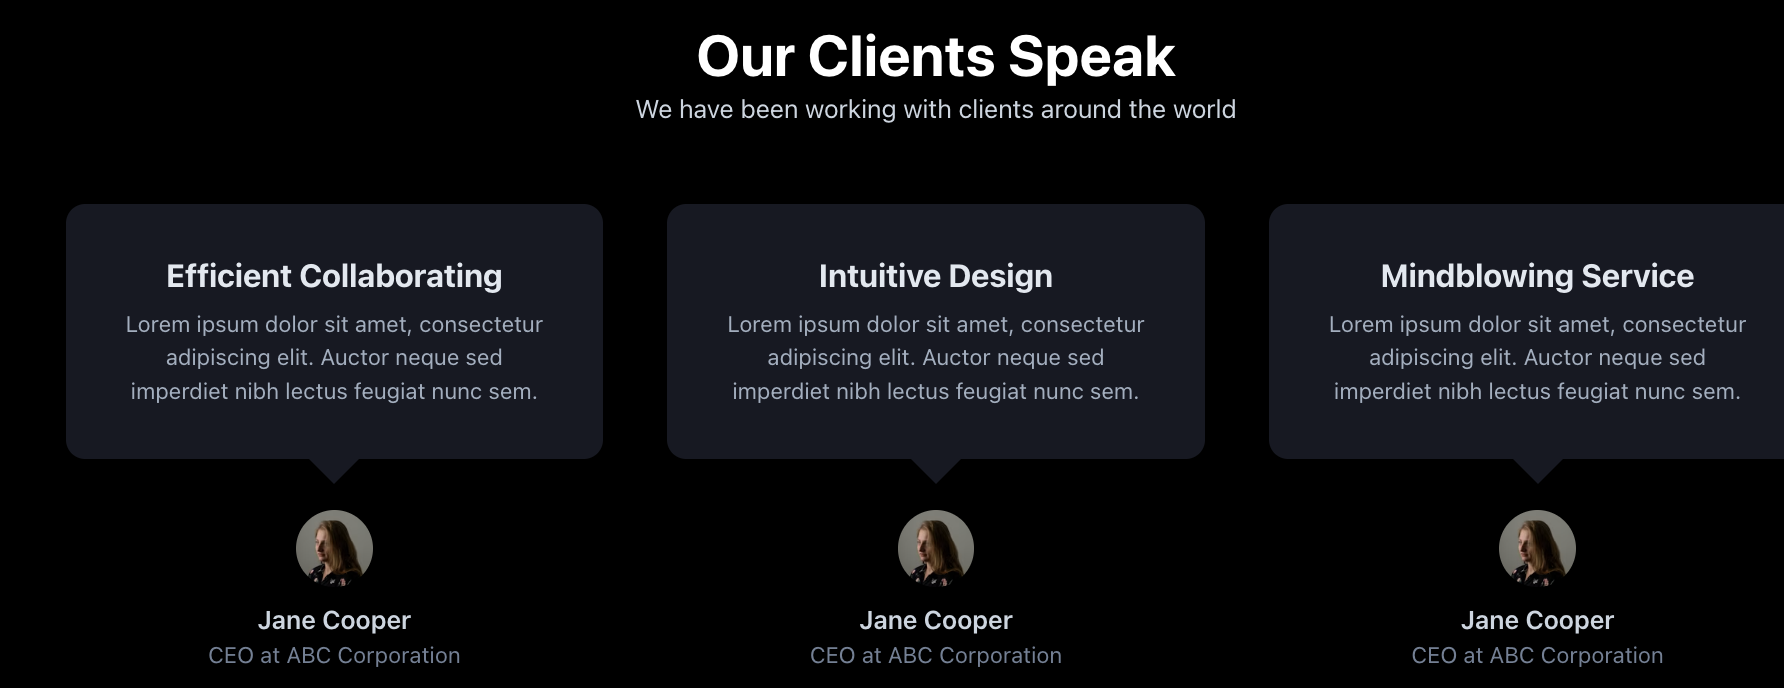 Our Clients Speak
We have been working with clients around the world
Efficient Collaborating
Lorem ipsum dolor sit amet, consectetur
adipiscing elit. Auctor neque sed
imperdiet nibh lectus feugiat nunc sem.
Jane Cooper
CEO at ABC Corporation
Intuitive Design
Lorem ipsum dolor sit amet, consectetur
adipiscing elit. Auctor neque sed
imperdiet nibh lectus feugiat nunc sem.
Jane Cooper
CEO at ABC Corporation
Mindblowing Service
Lorem ipsum dolor sit amet, consectetur
adipiscing elit. Auctor neque sed
imperdiet nibh lectus feugiat nunc sem.
Jane Cooper
CEO at ABC Corporation